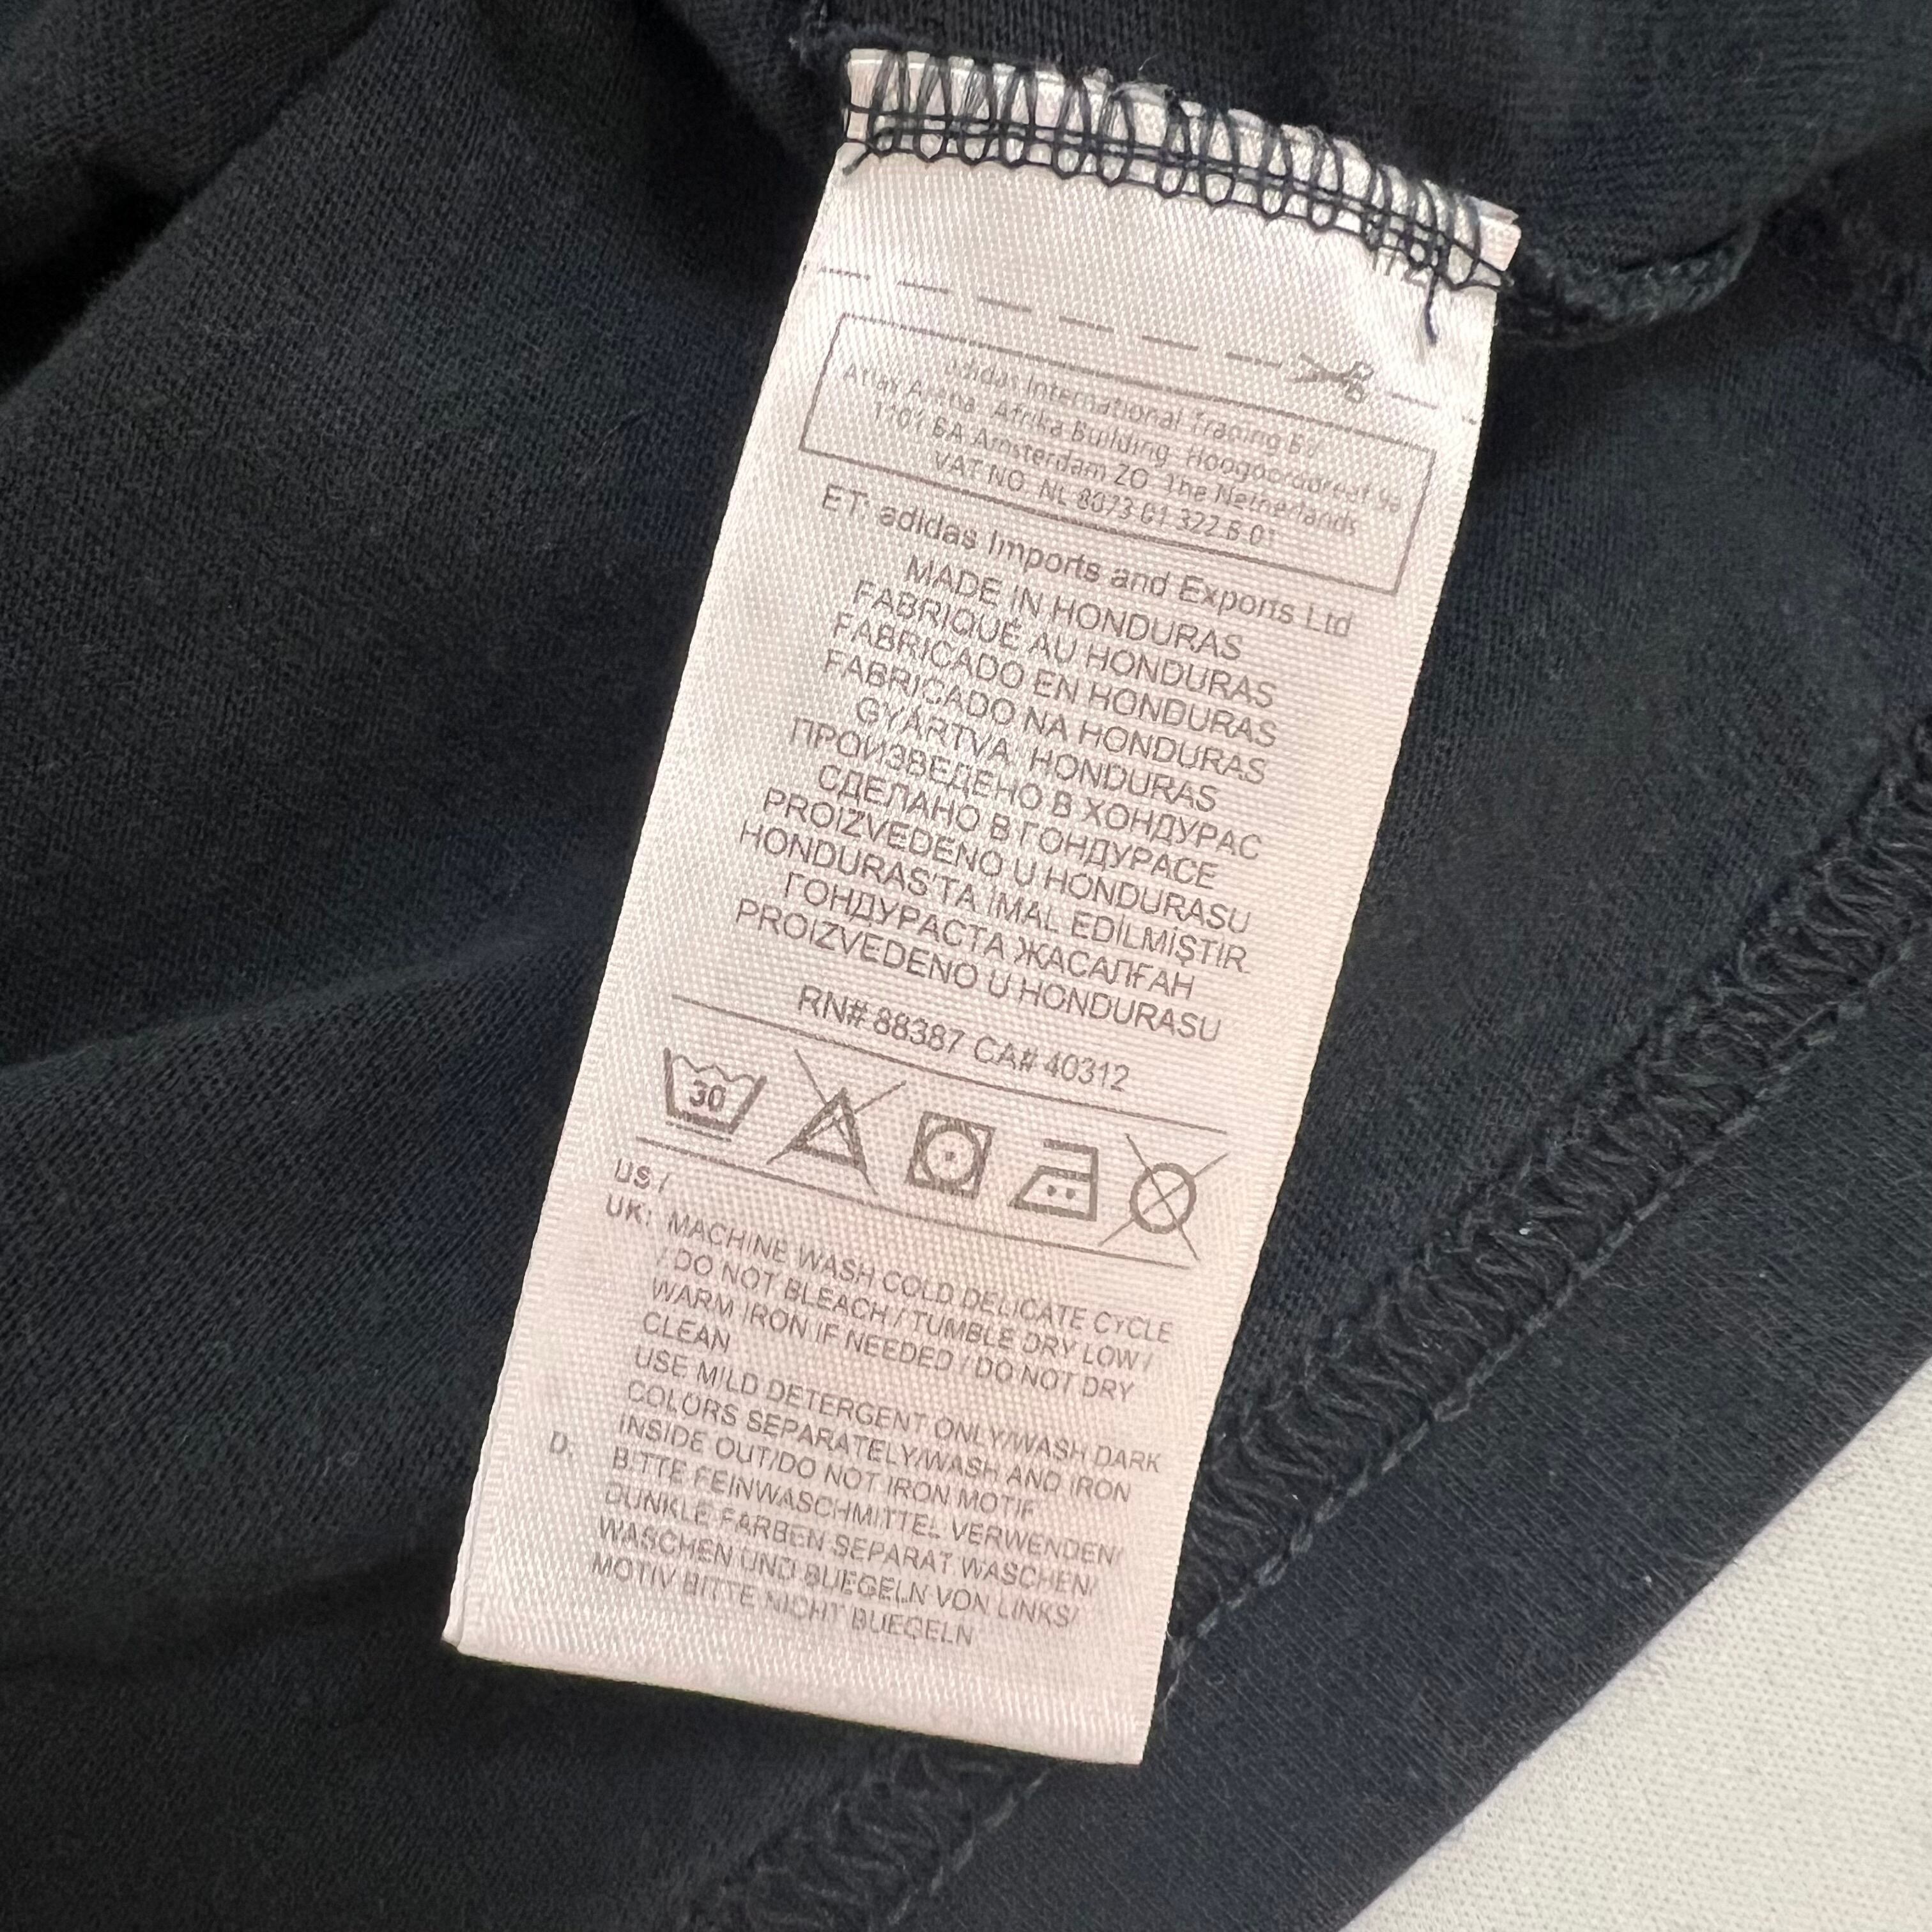 adidas International Trading BV
Atlas Arena Afrika Building Hoogoorddreef 9a
1101 BA Amsterdam ZO The Netherlands
VAT NO NL 8073 01 322 B 01
ET: adidas Imports and Exports Ltd
MADE IN HONDURAS
FABRIQUÉ AU HONDURAS
FABRICADO EN HONDURAS
FABRICADO NA HONDURAS
GYÁRTVA: HONDURAS
ПРОИЗВЕДЕНО В ХОНДУРАС
СДЕЛАНО В ГОНДУРАСЕ
PROIZVEDENO U HONDURASU
HONDURAS'TA İMAL EDİLMİŞTİR.
ГОНДУРАСТА ЖАСАЛҒАН
PROIZVEDENO U HONDURASU
RN# 88387 CA# 40312
30
US /
UK: MACHINE WASH COLD DELICATE CYCLE
/ DO NOT BLEACH / TUMBLE DRY LOW /
WARM IRON IF NEEDED / DO NOT DRY
CLEAN
USE MILD DETERGENT ONLY/WASH DARK
COLORS SEPARATELY/WASH AND IRON
INSIDE OUT/DO NOT IRON MOTIF
D: BITTE FEINWASCHMITTEL VERWENDEN/
DUNKLE FARBEN SEPARAT WASCHEN/
WASCHEN UND BUEGELN VON LINKS/
MOTIV BITTE NICHT BUEGELN